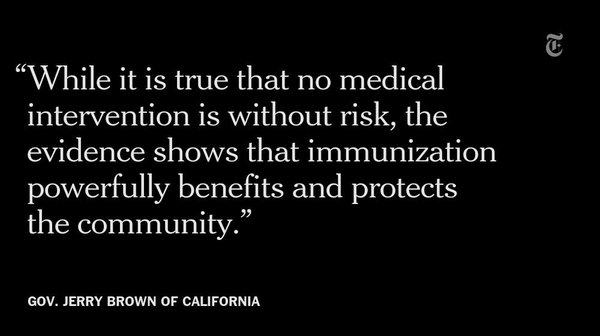 “While it is true that no medical
intervention is without risk, the
evidence shows that immunization
powerfully benefits and protects
the community.”
GOV. JERRY BROWN OF CALIFORNIA
T